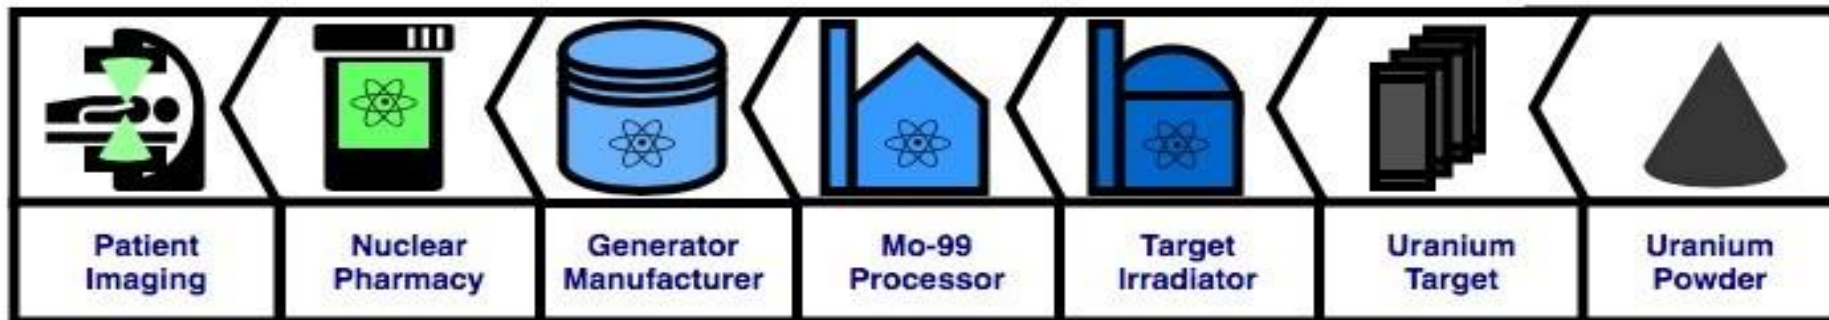 Patient
Imaging
Nuclear
Pharmacy
Generator
Manufacturer
Mo-99
Processor
Target
Irradiator
Uranium
Target
Uranium
Powder